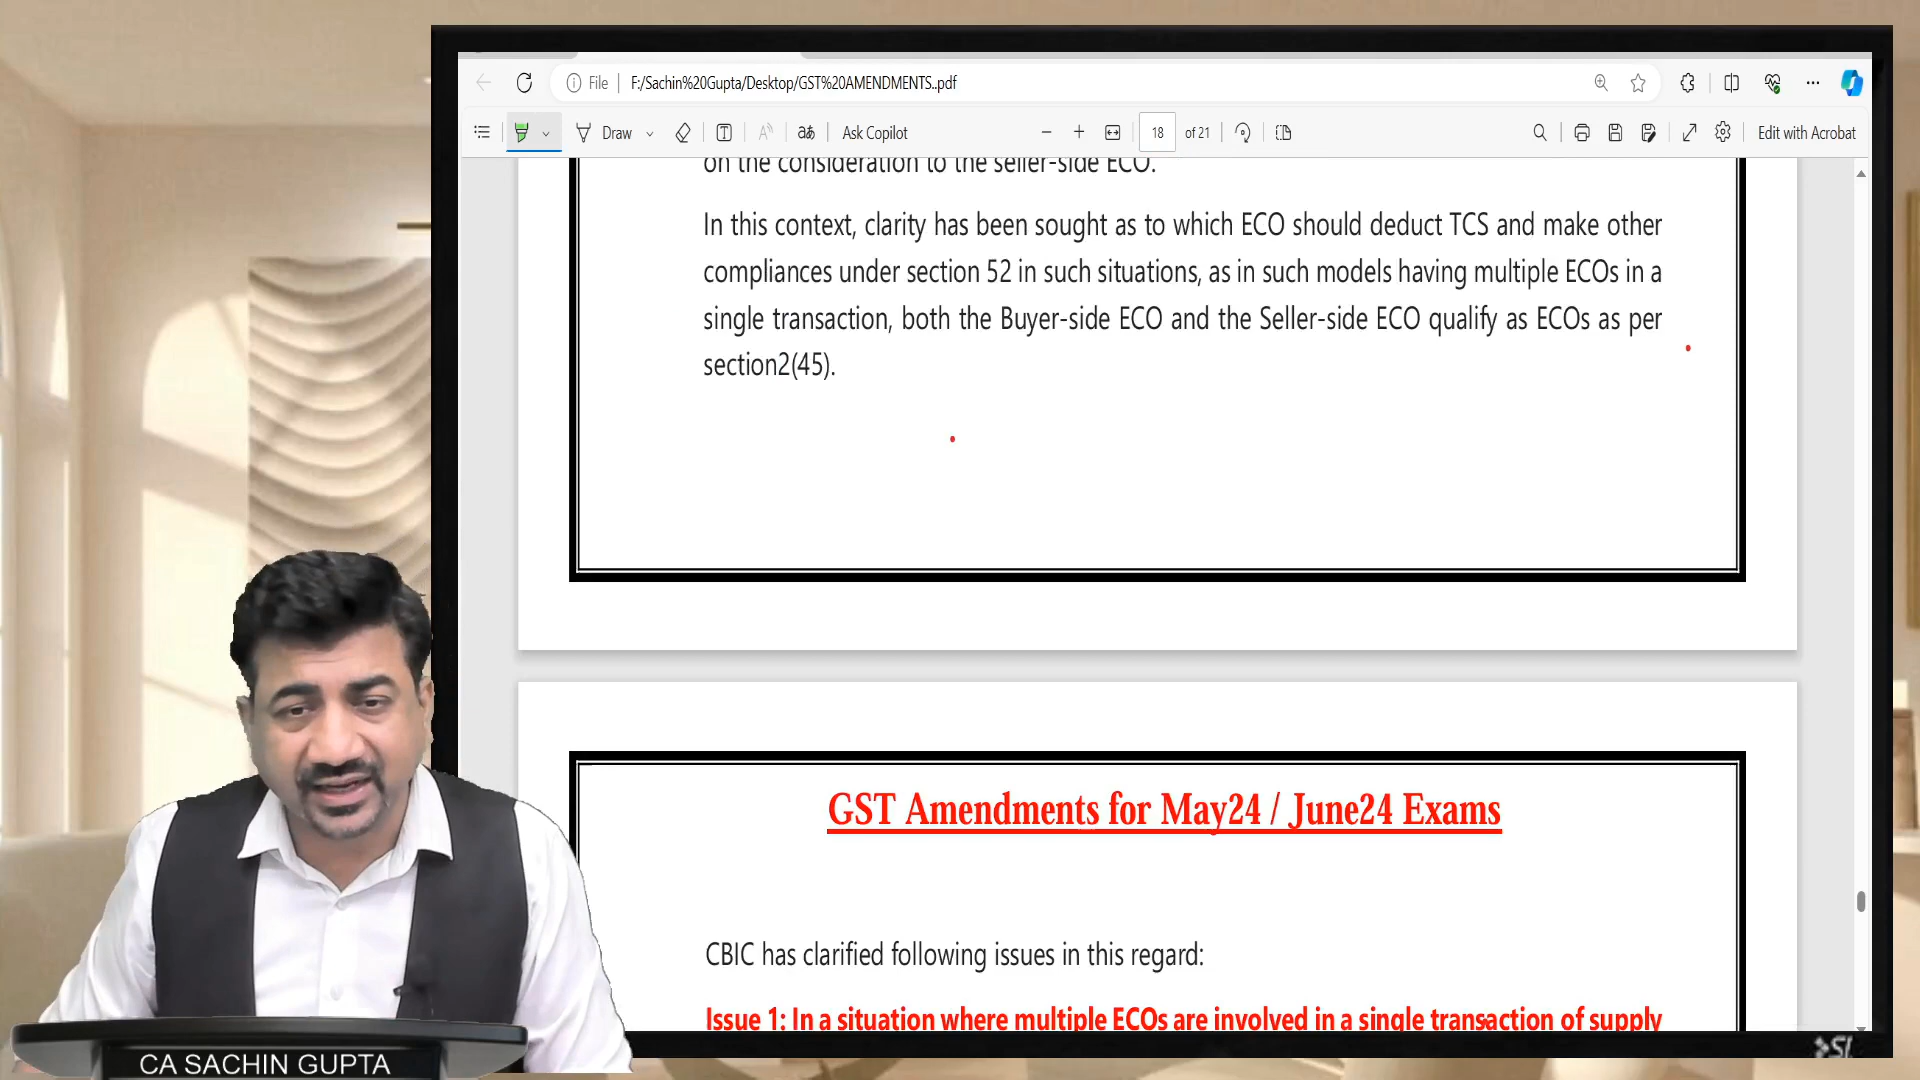 File
F:/Sachin%20Gupta/Desktop/GST%20AMENDMENTS..pdf
Draw
Ask Copilot
18 of 21
Edit with Acrobat
on the consideration to the seller-side ECO.
In this context, clarity has been sought as to which ECO should deduct TCS and make other
compliances under section 52 in such situations, as in such models having multiple ECOs in a
single transaction, both the Buyer-side ECO and the Seller-side ECO qualify as ECOs as per
section2(45).
GST Amendments for May24 / June24 Exams
CBIC has clarified following issues in this regard:
Issue 1: In a situation where multiple ECOs are involved in a single transaction of supply
CA SACHIN GUPTA